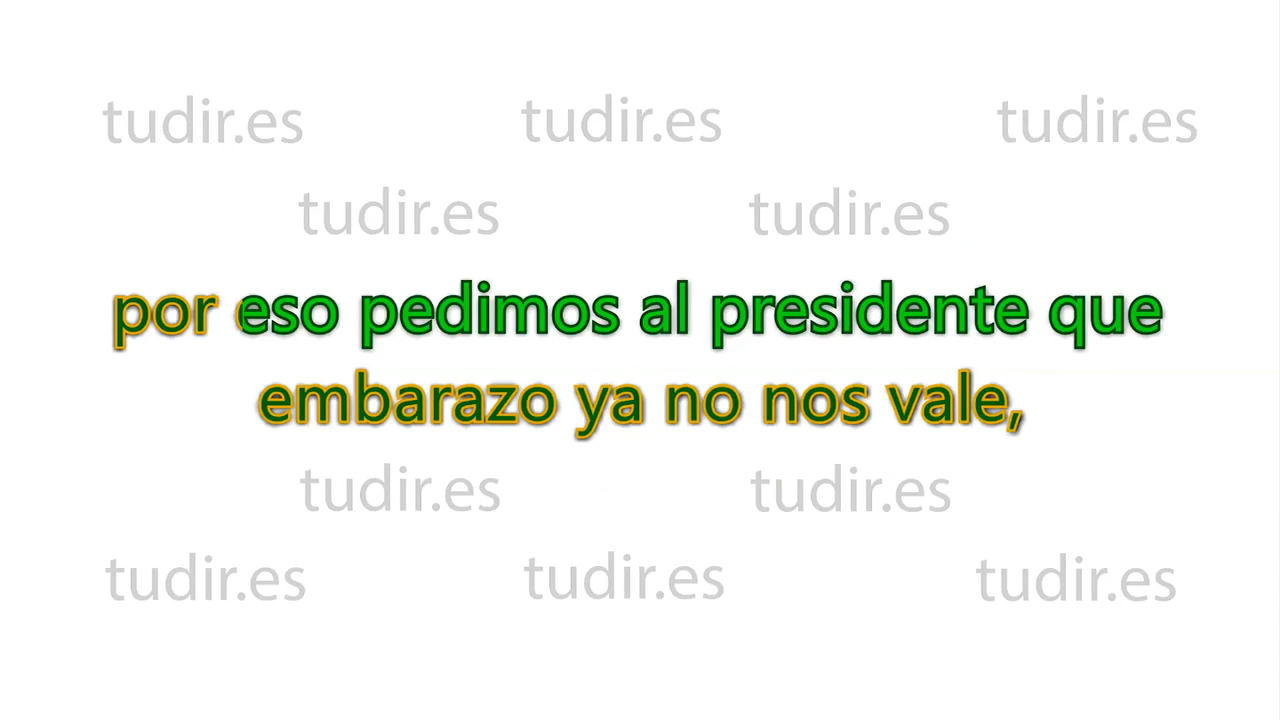 tudir.es tudir.es tudir.es
tudir.es tudir.es
por eso pedimos al presidente que
embarazo ya no nos vale,
tudir.es tudir.es
tudir.es tudir.es tudir.es